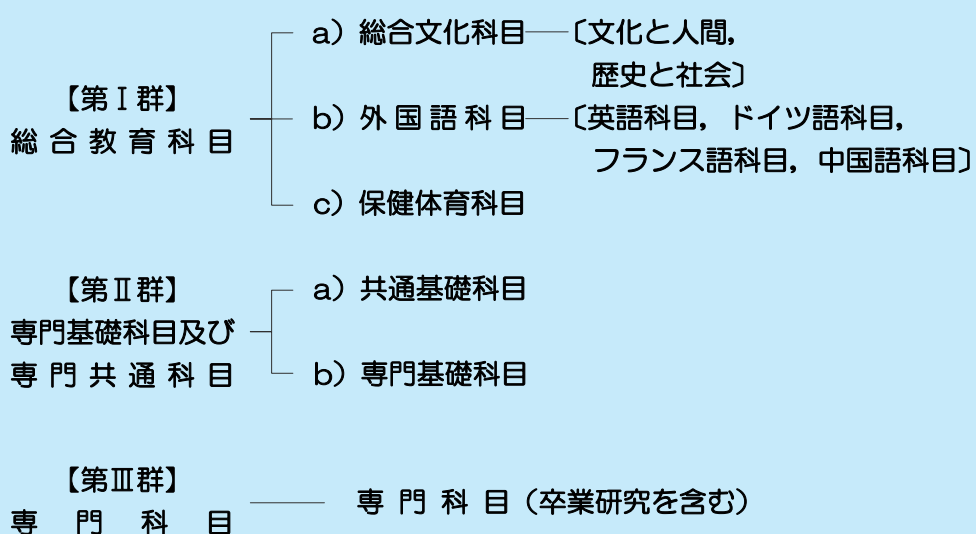 a）総合文化科目──〔文化と人間，
歴史と社会〕
【第Ⅰ群】
総合教育科目
b）外国語科目──〔英語科目，ドイツ語科目，
フランス語科目，中国語科目〕
c）保健体育科目
【第Ⅱ群】
専門基礎科目及び
専門共通科目
a）共通基礎科目
b）専門基礎科目
【第Ⅲ群】
専門科目
専門科目（卒業研究を含む）